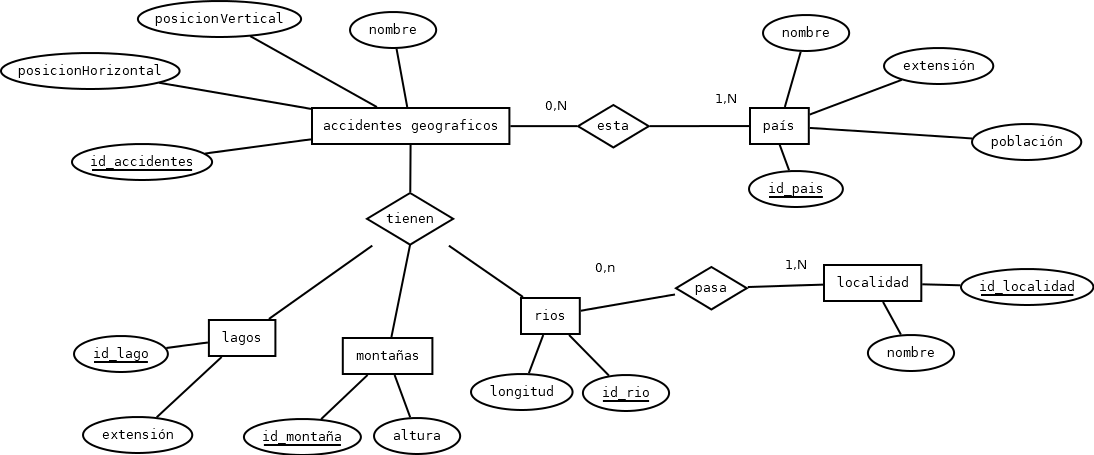 posicionVertical
nombre
nombre
posicionHorizontal
extensión
0,N
1,N
accidentes geograficos
esta
país
población
id_accidentes
id_pais
tienen
0,n
1,N
pasa
localidad
id_localidad
rios
lagos
id_lago
montañas
nombre
longitud
id_rio
extensión
id_montaña
altura